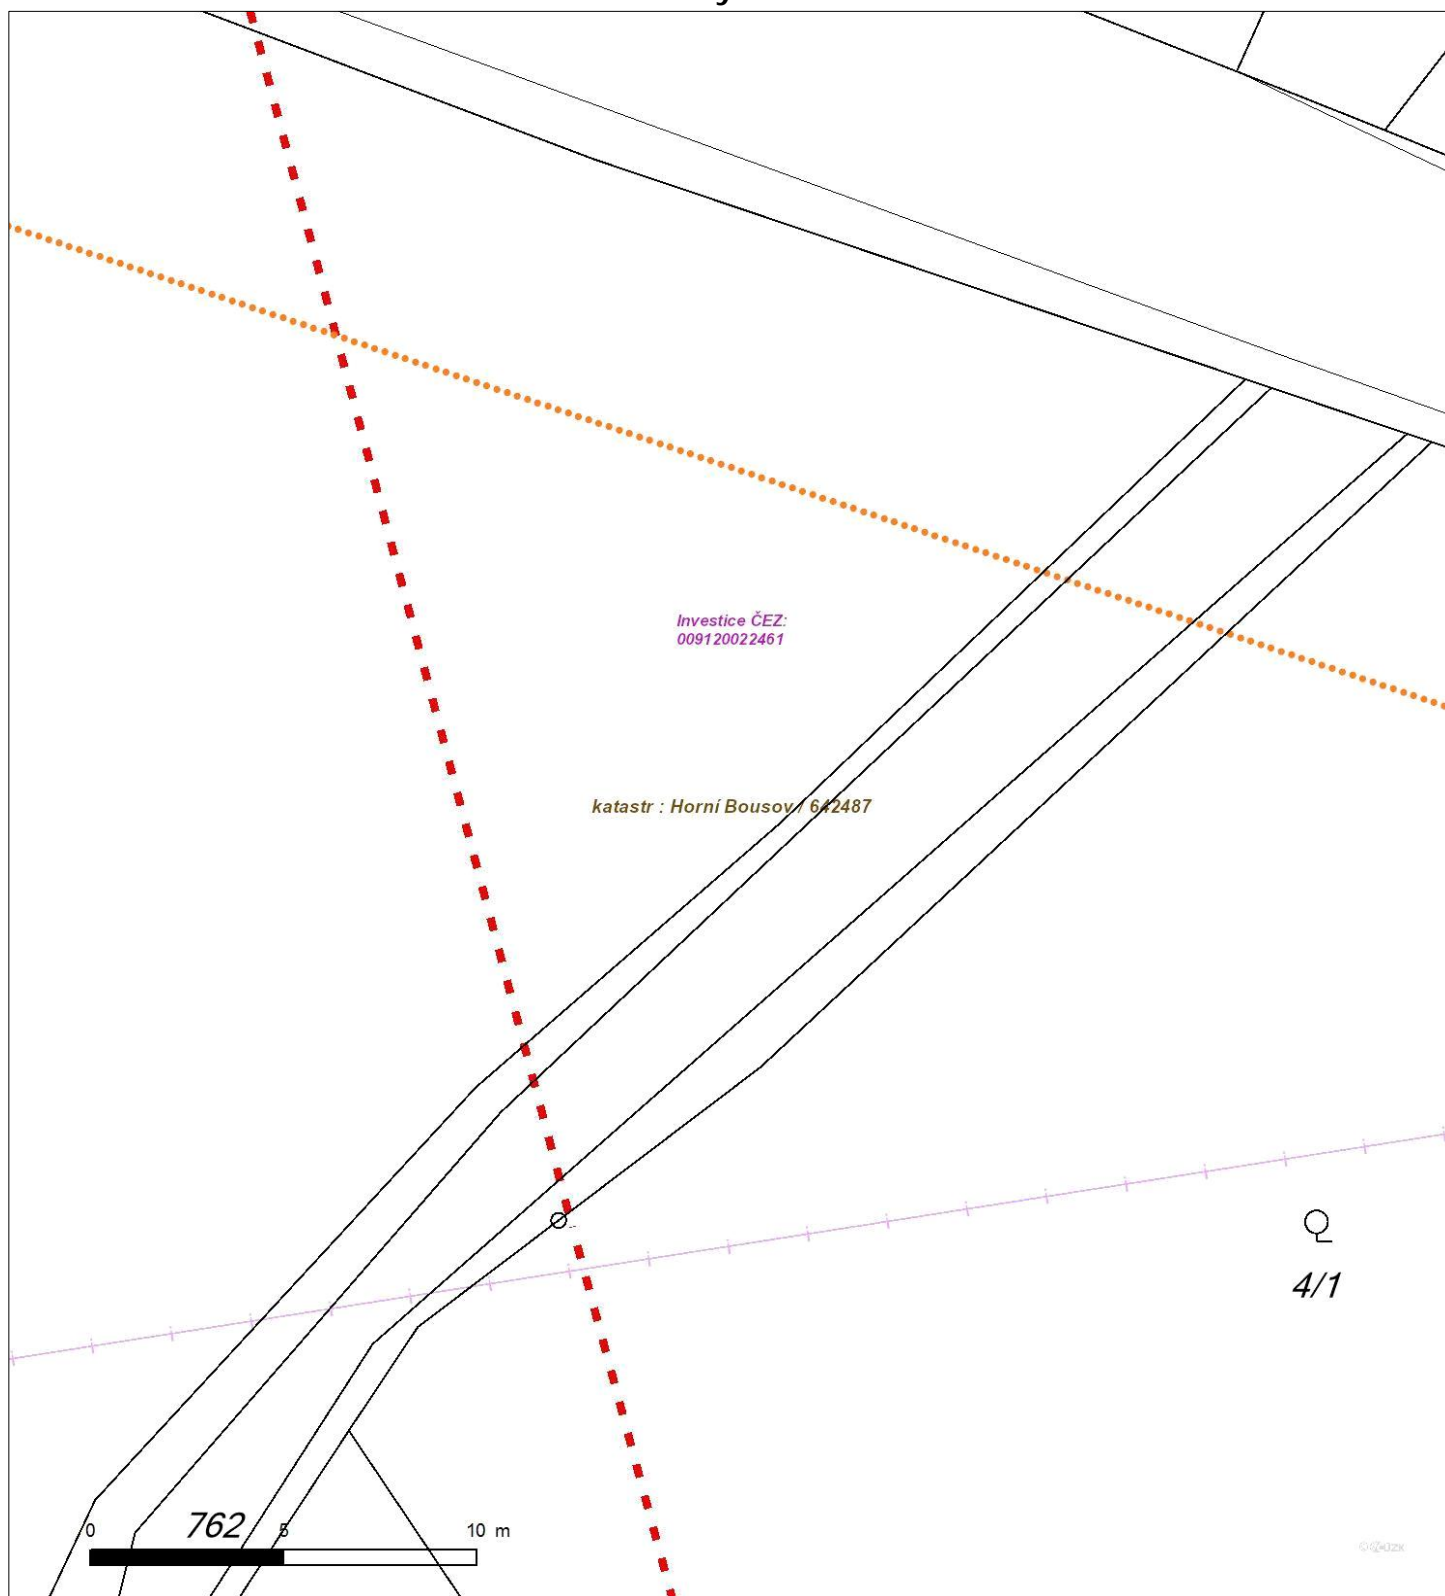 Investice ČEZ:
009120022461
katastr : Horní Bousov / 642487
4/1
762
0 5 10 m